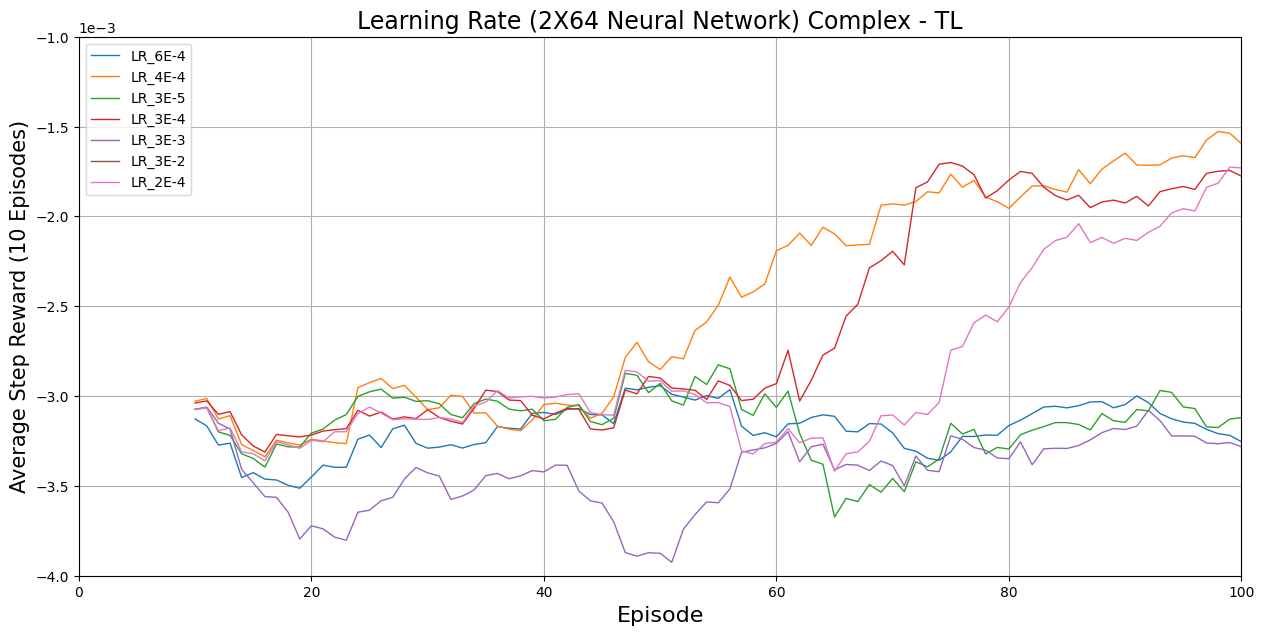 Learning Rate (2X64 Neural Network) Complex - TL
1e−3
−1.0
−1.5
−2.0
−2.5
−3.0
−3.5
−4.0
Average Step Reward (10 Episodes)
LR_6E-4
LR_4E-4
LR_3E-5
LR_3E-4
LR_3E-3
LR_3E-2
LR_2E-4
0 20 40 60 80 100
Episode